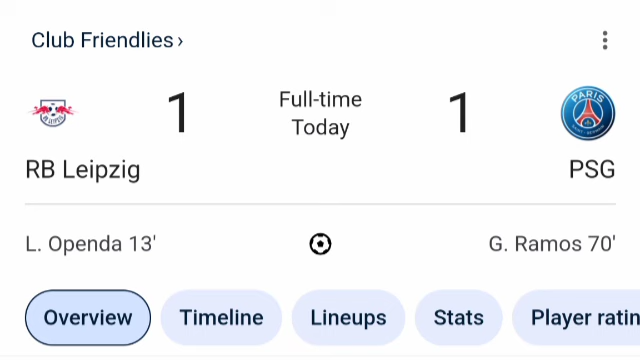 Club Friendlies ›
1 Full-time 1
Today
PARIS
RB Leipzig PSG
L. Openda 13' G. Ramos 70'
Overview Timeline Lineups Stats Player ratin